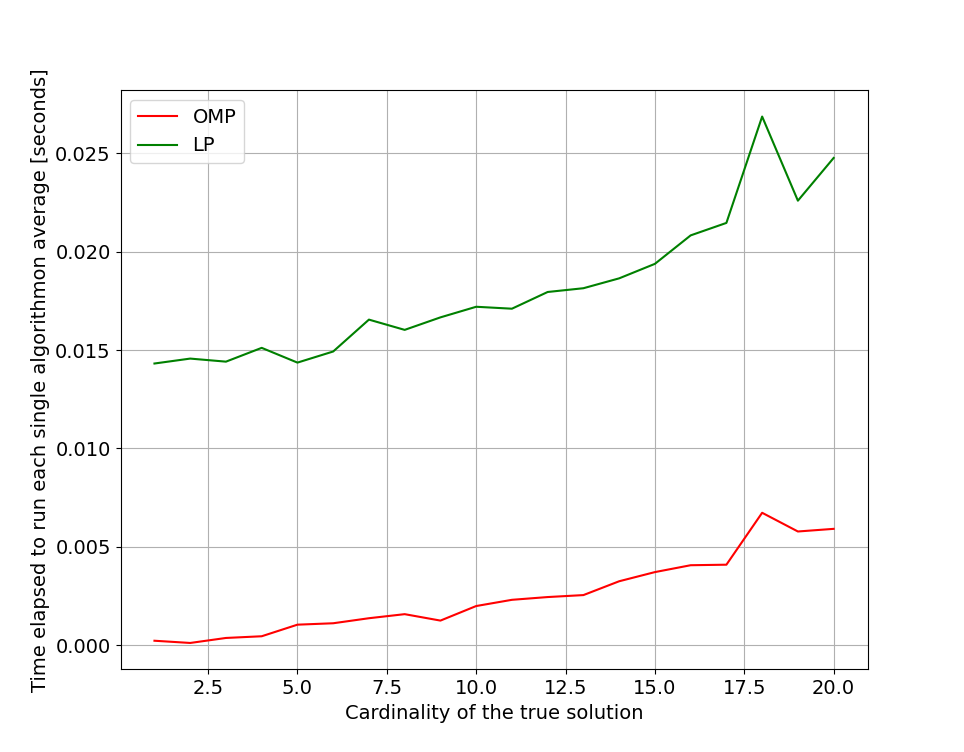 Time elapsed to run each single algorithmon average [seconds]
OMP
LP
0.025
0.020
0.015
0.010
0.005
0.000
2.5 5.0 7.5 10.0 12.5 15.0 17.5 20.0
Cardinality of the true solution